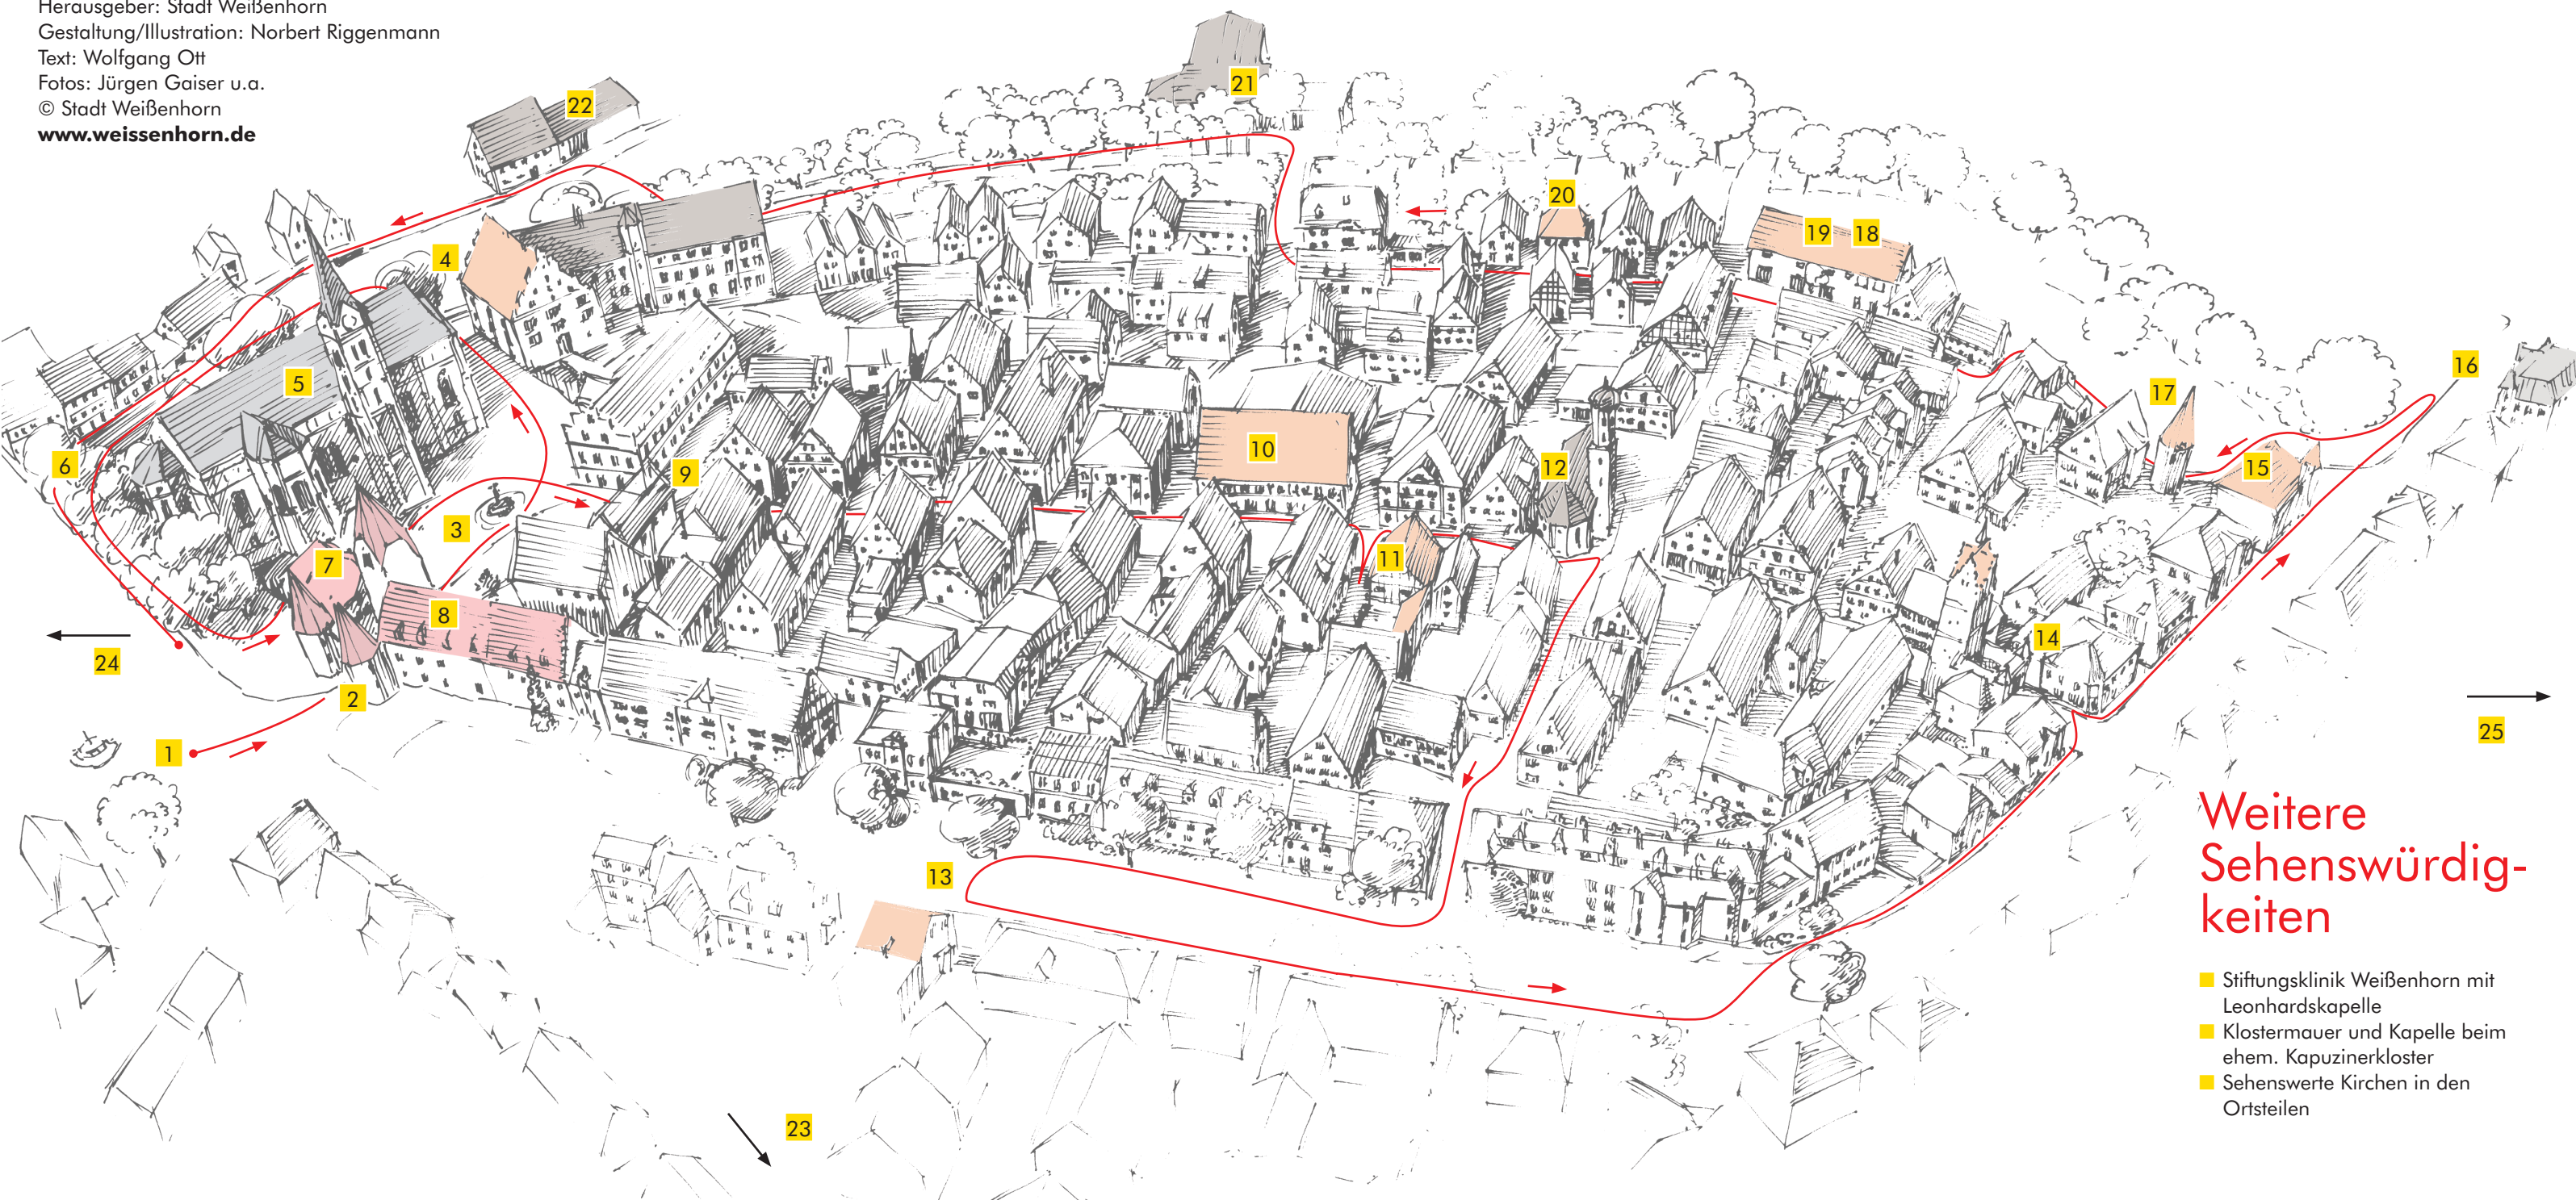 Herausgeber: Stadt Weißenhorn
Gestaltung/Illustration: Norbert Riggenmann
Text: Wolfgang Ott
Fotos: Jürgen Gaiser u.a.
© Stadt Weißenhorn
www.weissenhorn.de
21
22
20
19 18
4
16
5
17
10
6
9
12
15
3
11
7
8
14
24
2
25
1
13
23
Weitere
Sehenswürdig-
keiten
Stiftungsklinik Weißenhorn mit
Leonhardskapelle
Klostermauer und Kapelle beim
ehem. Kapuzinerkloster
Sehenswerte Kirchen in den
Ortsteilen